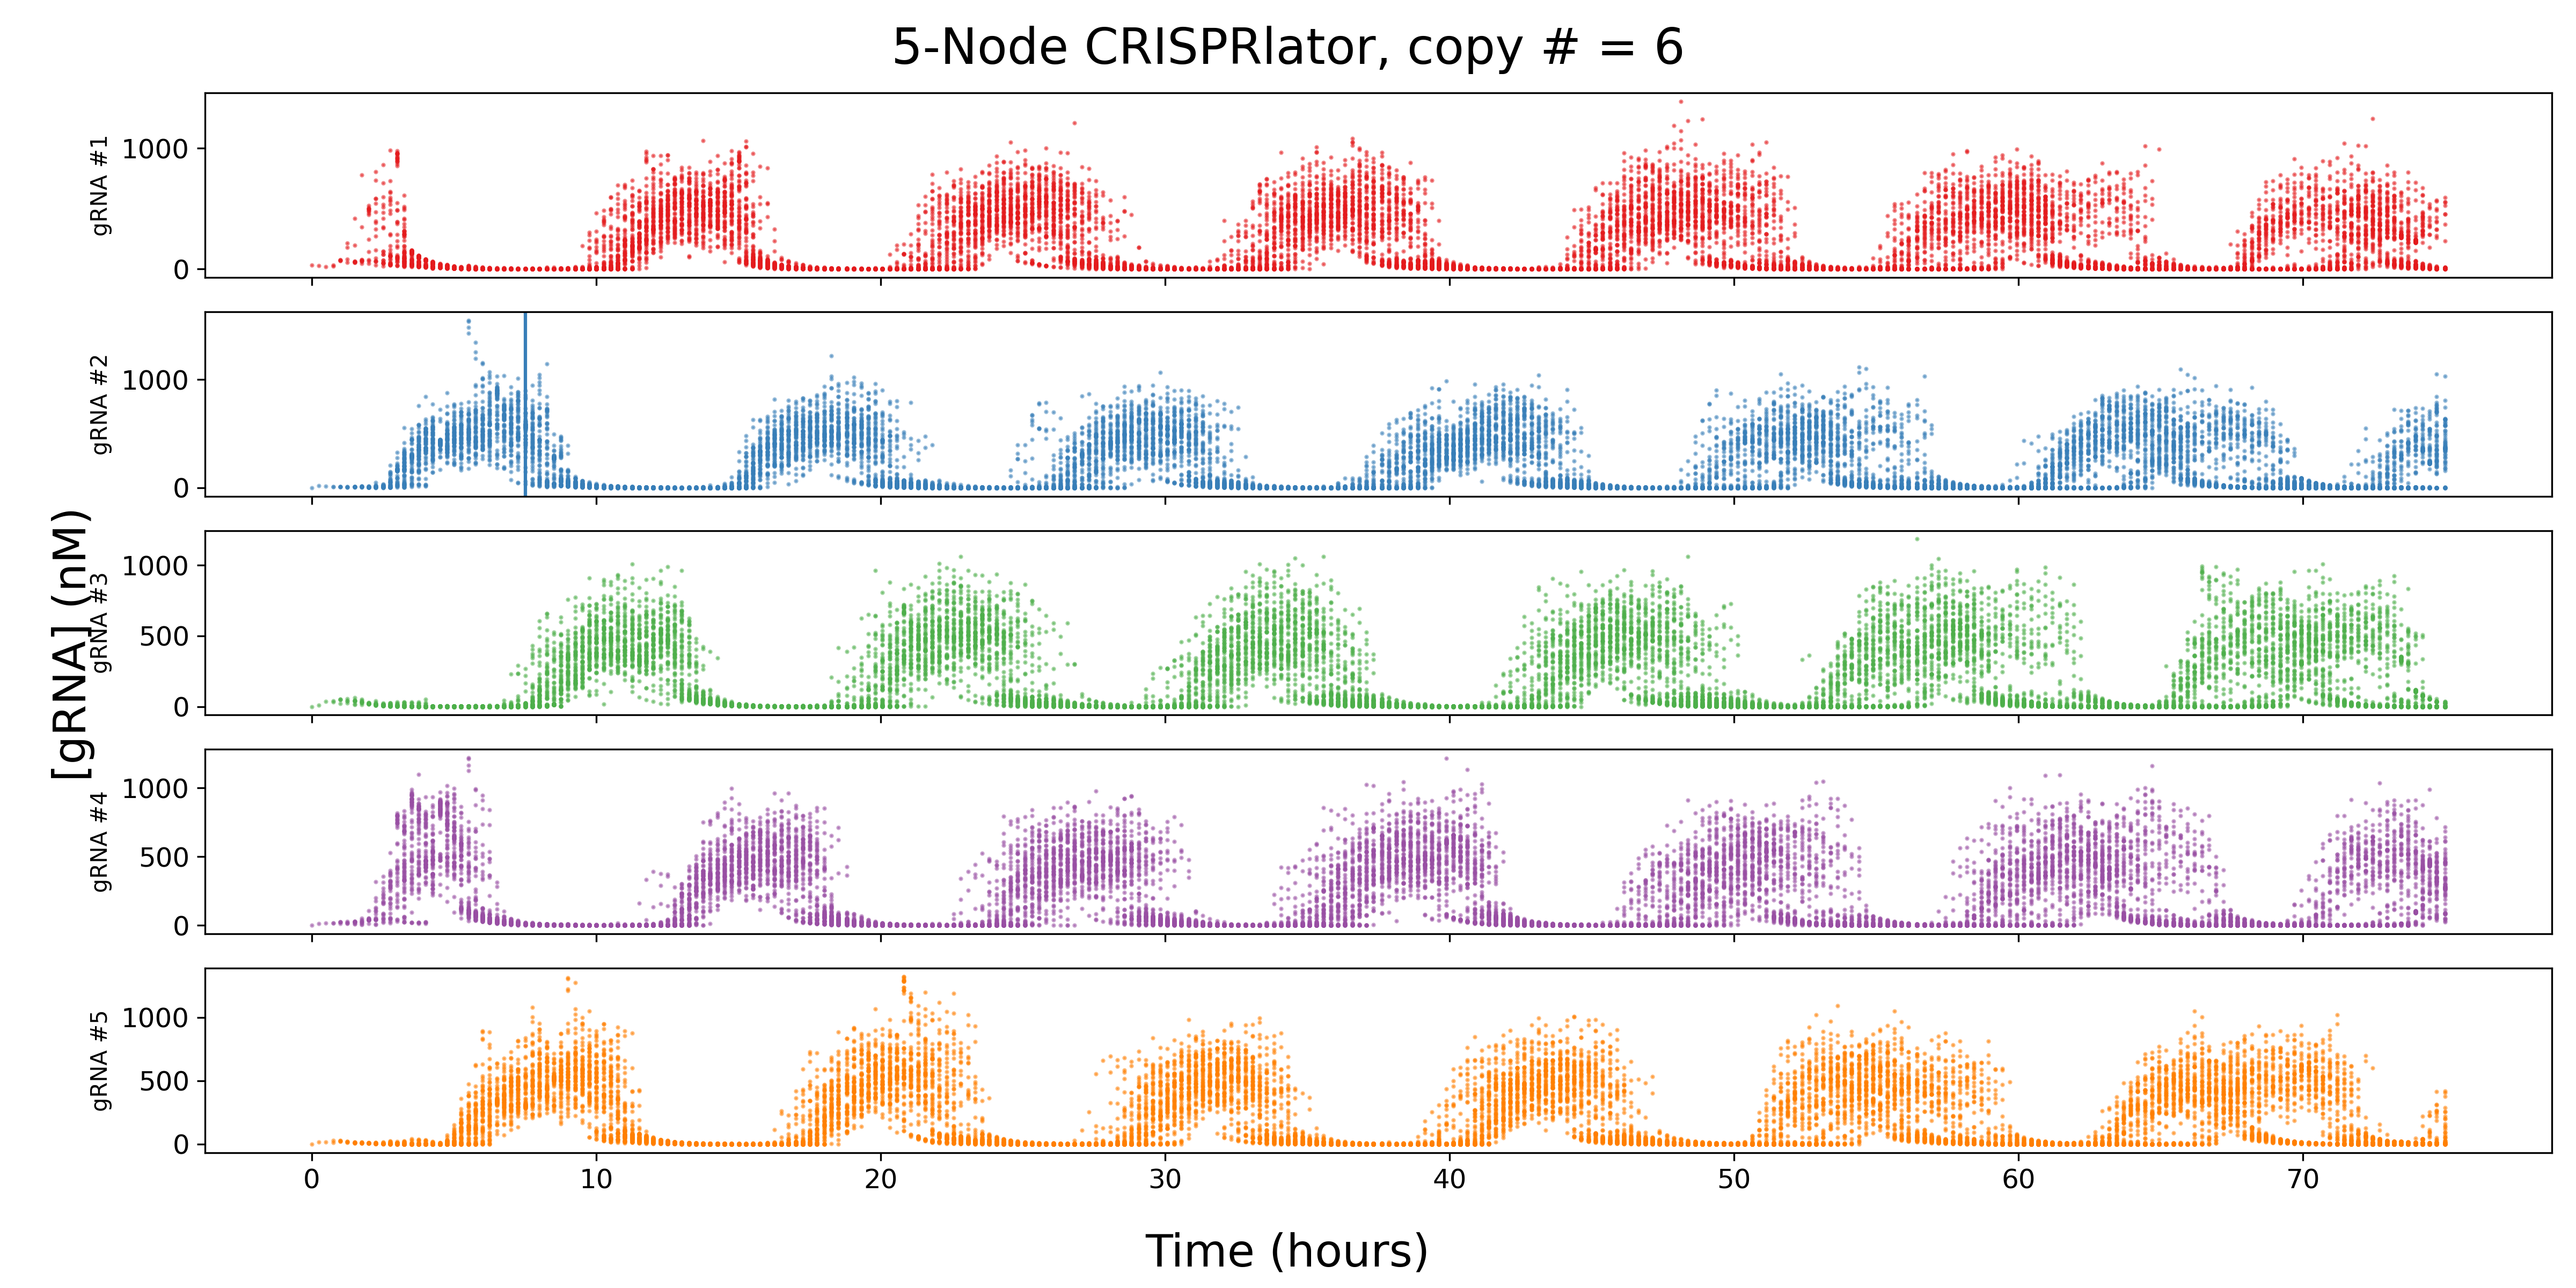 5-Node CRISPRlator, copy # = 6
[gRNA] (nM)
gRNA #1
1000
0
gRNA #2
1000
0
gRNA #3
1000
500
0
gRNA #4
1000
500
0
gRNA #5
1000
500
0
0 10 20 30 40 50 60 70
Time (hours)